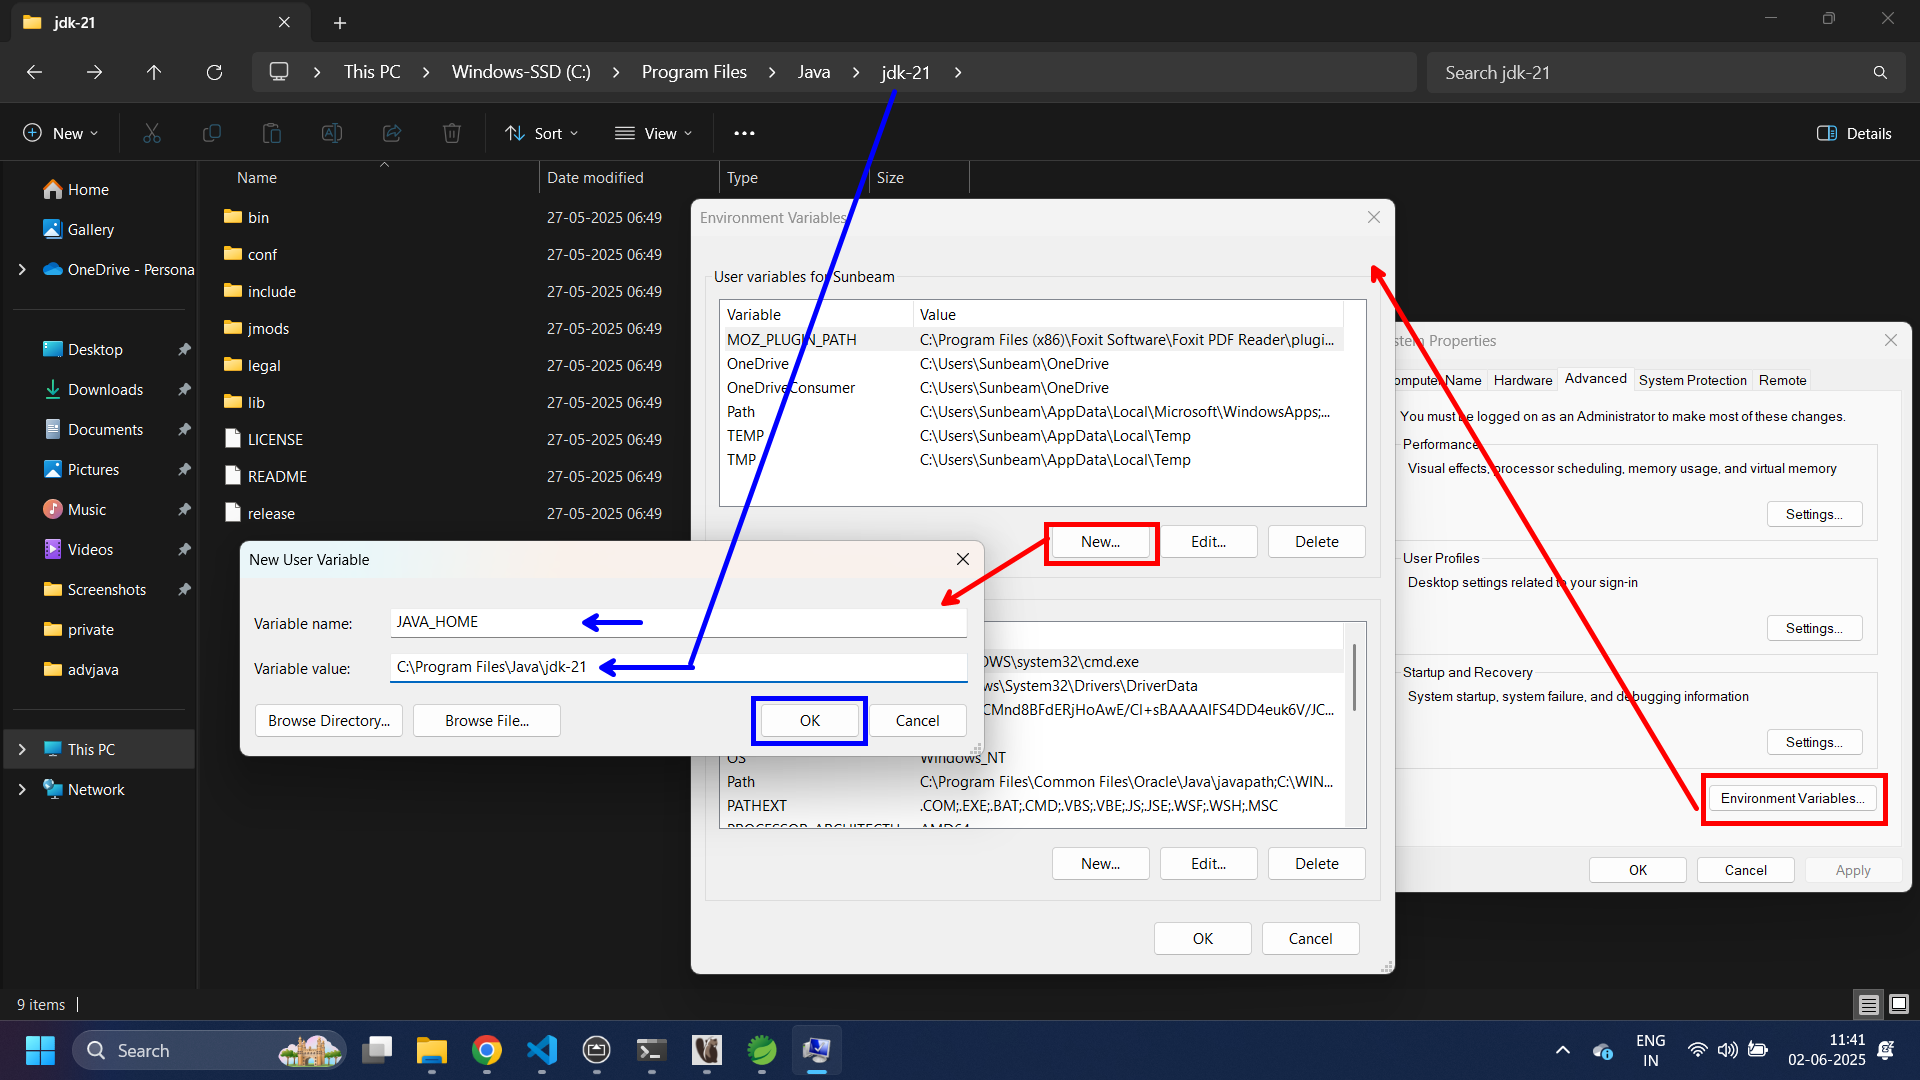 jdk-21
This PC > Windows-SSD (C:) > Program Files > Java > jdk-21 >
Search jdk-21
New
Sort
View
Details
Name Date modified Type Size
Home
Gallery
OneDrive - Persona
Desktop
Downloads
Documents
Pictures
Music
Videos
Screenshots
private
advjava
This PC
Network
bin 27-05-2025 06:49
conf 27-05-2025 06:49
include 27-05-2025 06:49
jmods 27-05-2025 06:49
legal 27-05-2025 06:49
lib 27-05-2025 06:49
LICENSE 27-05-2025 06:49
README 27-05-2025 06:49
release 27-05-2025 06:49
Environment Variables
User variables for Sunbeam
Variable Value
MOZ_PLUGIN_PATH C:\Program Files (x86)\Foxit Software\Foxit PDF Reader\plugi...
OneDrive C:\Users\Sunbeam\OneDrive
OneDriveConsumer C:\Users\Sunbeam\OneDrive
Path C:\Users\Sunbeam\AppData\Local\Microsoft\WindowsApps;...
TEMP C:\Users\Sunbeam\AppData\Local\Temp
TMP C:\Users\Sunbeam\AppData\Local\Temp
New... Edit... Delete
New User Variable
Variable name: JAVA_HOME
Variable value: C:\Program Files\Java\jdk-21
Browse Directory... Browse File... OK Cancel
OWS\system32\cmd.exe
ws\System32\Drivers\DriverData
OS Windows_NT
Path C:\Program Files\Common Files\Oracle\Java\javapath;C:\WIN...
PATHEXT .COM;.EXE;.BAT;.CMD;.VBS;.VBE;.JS;.JSE;.WSF;.WSH;.MSC
PROCESSOR_ARCHITECTU AMD64
New... Edit... Delete
OK Cancel
stem Properties
omputer Name Hardware Advanced System Protection Remote
You must be logged on as an Administrator to make most of these changes.
Performance
Visual effects, processor scheduling, memory usage, and virtual memory
Settings...
User Profiles
Desktop settings related to your sign-in
Settings...
Startup and Recovery
System startup, system failure, and debugging information
Settings...
Environment Variables...
OK Cancel Apply
9 items
Search
ENG
IN
11:41
02-06-2025